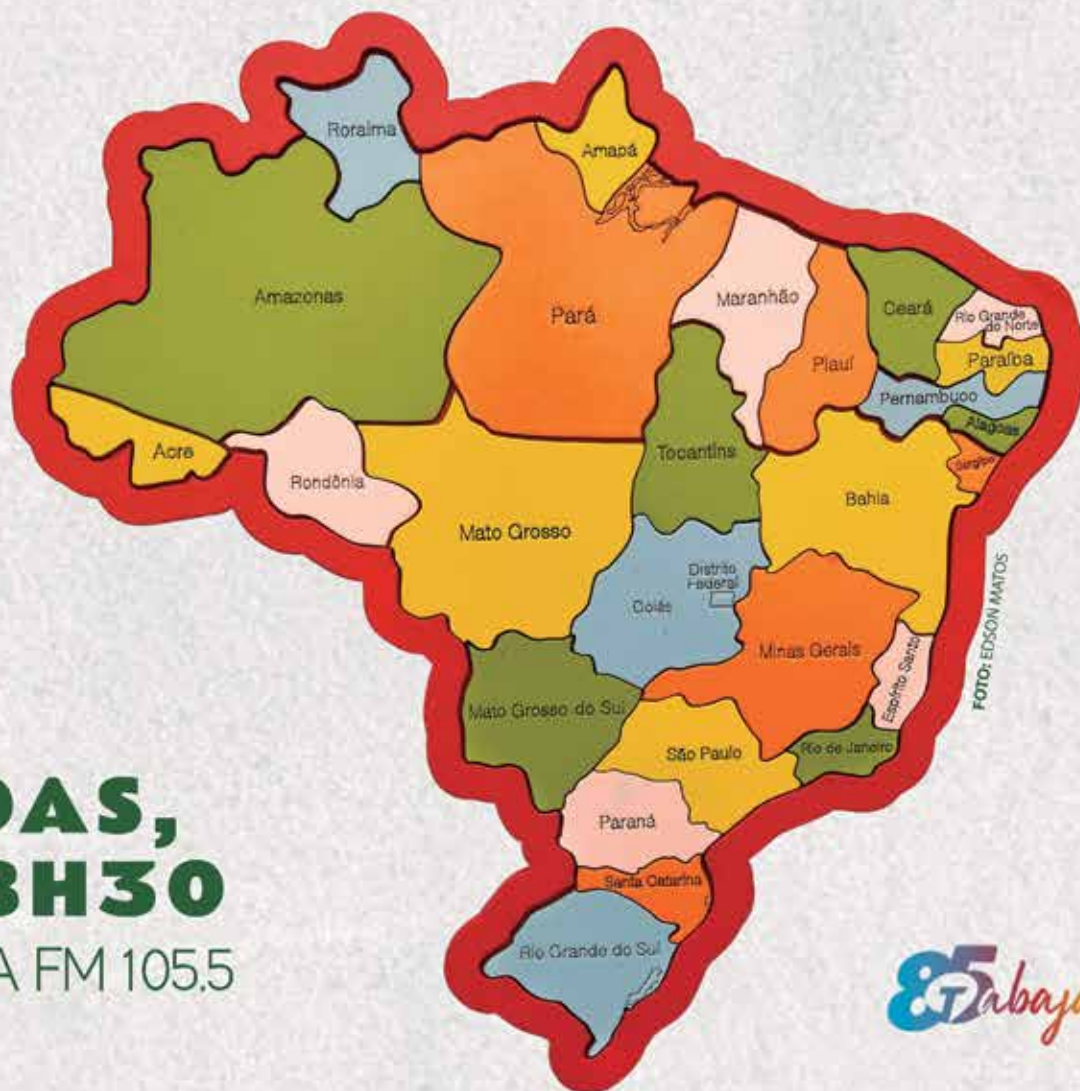 Roraima
Amapá
Amazonas
Pará
Maranhão
Ceará
Rio Grande
do Norte
Paraíba
Piauí
Pernambuco
Alagoas
Sergipe
Acre
Rondônia
Tocantins
Bahia
Mato Grosso
Distrito
Federal
Goiás
Minas Gerais
Espírito Santo
Mato Grosso do Sul
São Paulo
Rio de Janeiro
Paraná
Santa Catarina
Rio Grande do Sul
FOTO: EDSON MATOS
DAS,
8H30
A FM 105.5
85
Tabaja